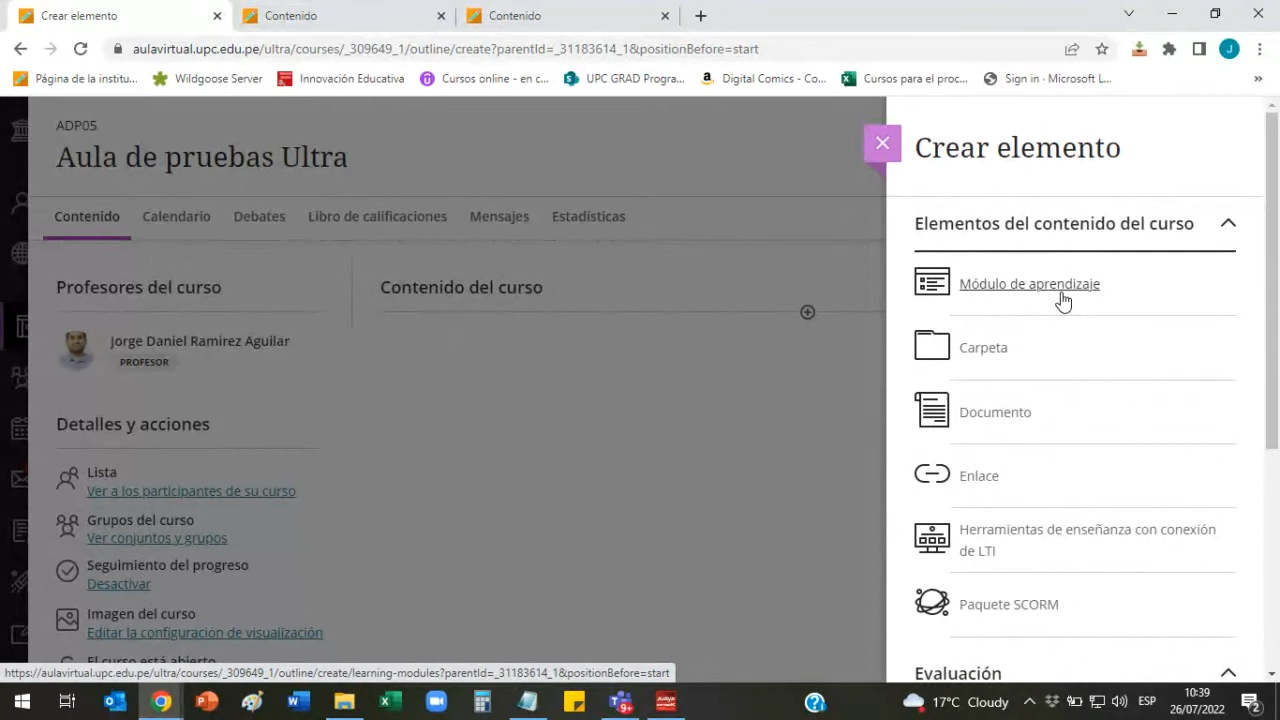 Crear elemento
Contenido
Contenido
aulavirtual.upc.edu.pe/ultra/courses/_309649_1/outline/create?parentId=_31183614_1&positionBefore=start
J
Página de la institu...
Wildgoose Server
Innovación Educativa
Cursos online - en c...
UPC GRAD Progra...
Digital Comics - Co...
Cursos para el proc...
Sign in · Microsoft L...
»
ADP05
Aula de pruebas Ultra
Contenido
Calendario
Debates
Libro de calificaciones
Mensajes
Estadísticas
Profesores del curso
Jorge Daniel Ramirez Aguilar
PROFESOR
Detalles y acciones
Lista
Ver a los participantes de su curso
Grupos del curso
Ver conjuntos y grupos
Seguimiento del progreso
Desactivar
Imagen del curso
Editar la configuración de visualización
El curso está abierto
Contenido del curso
Crear elemento
Elementos del contenido del curso
Módulo de aprendizaje
Carpeta
Documento
Enlace
Herramientas de enseñanza con conexión
de LTI
Paquete SCORM
Evaluación
https://aulavirtual.upc.edu.pe/ultra/courses/_309649_1/outline/create/learning-modules?parentId=_31183614_1&positionBefore=start
17°C Cloudy
ESP
10:39
26/07/2022
2